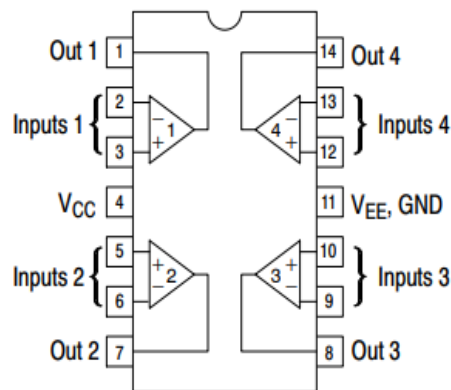 Out 1 1 14 Out 4
Inputs 1 2 − 1 − 13 Inputs 4
3 + 4 + 12
VCC 4 11 VEE, GND
Inputs 2 5 + 2 + 10 Inputs 3
6 − 3 − 9
Out 2 7 8 Out 3